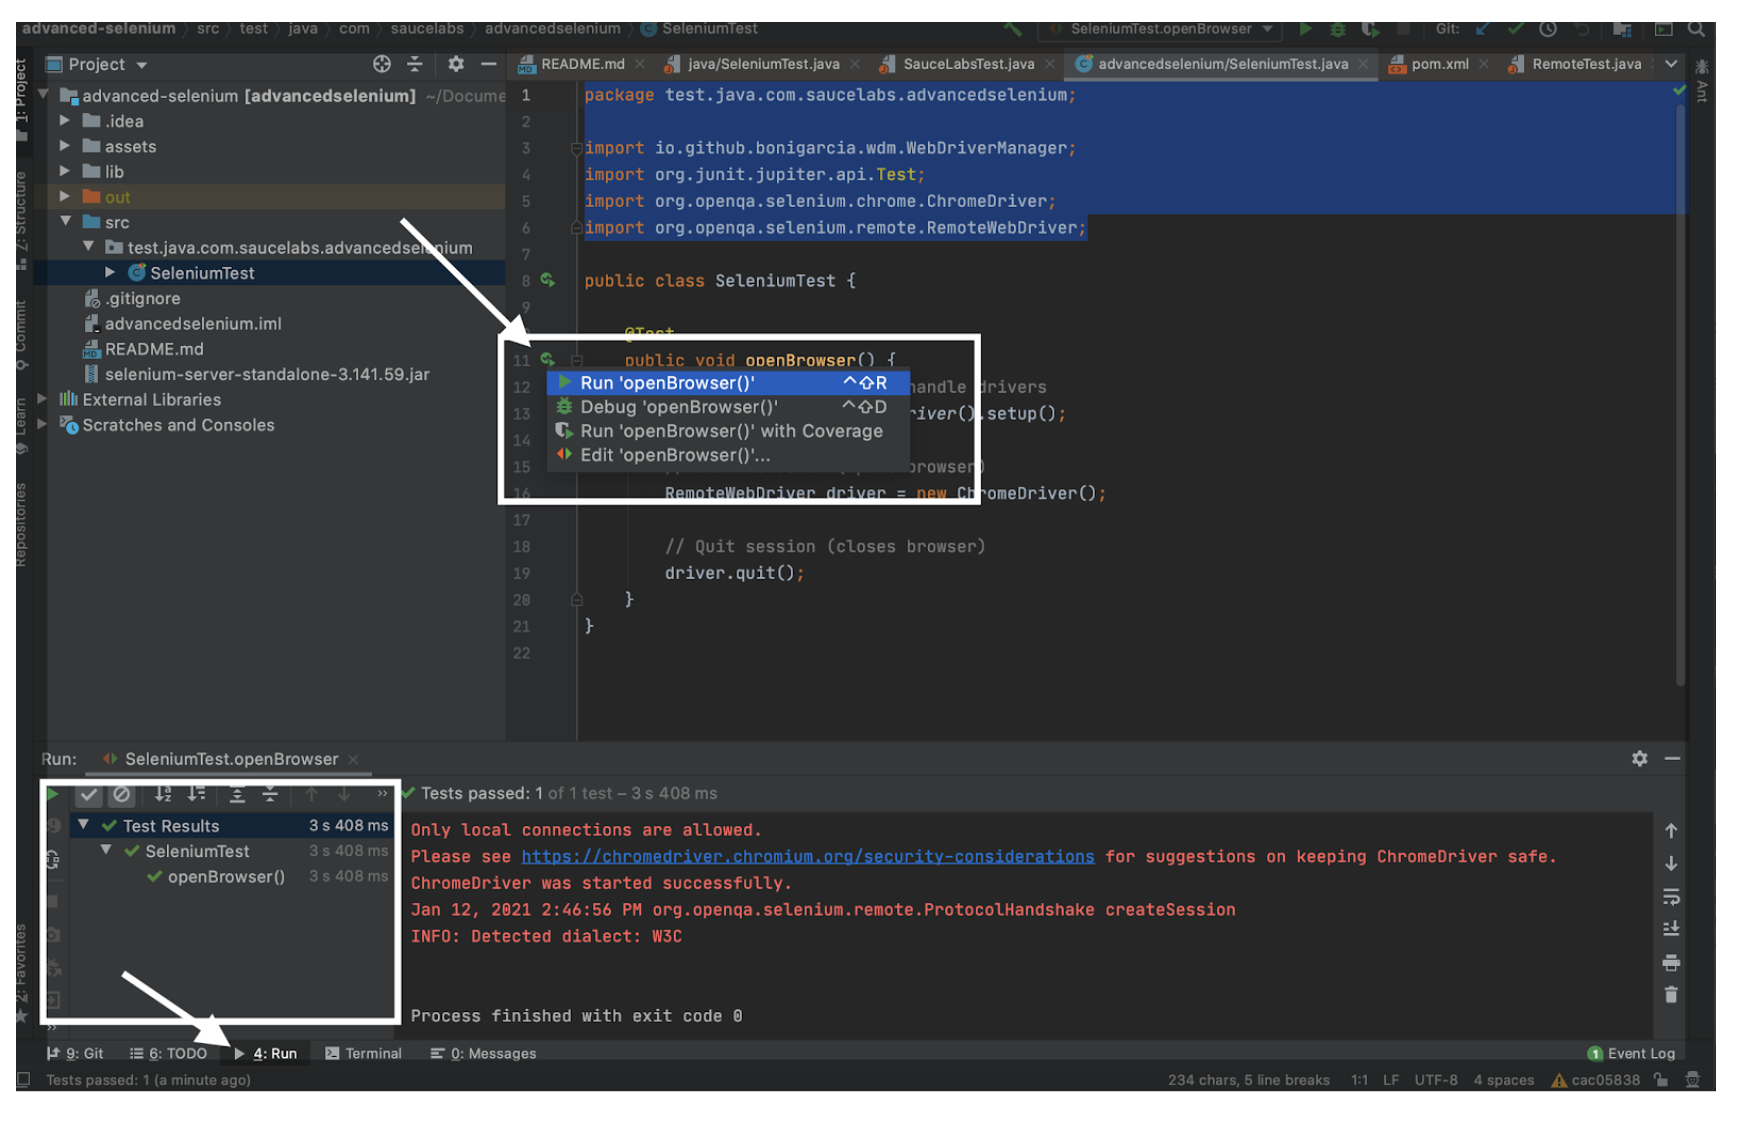 advanced-selenium 〉 src 〉 test 〉 java 〉 com 〉 saucelabs 〉 advancedselenium 〉 SeleniumTest
SeleniumTest.openBrowser
Git:
1: Project
Project
README.md
java/SeleniumTest.java
SauceLabsTest.java
advancedselenium/SeleniumTest.java
pom.xml
RemoteTest.java
Ant
advanced-selenium [advancedselenium] ~/Docume
.idea
assets
lib
out
src
test.java.com.saucelabs.advancedselenium
SeleniumTest
.gitignore
advancedselenium.iml
README.md
selenium-server-standalone-3.141.59.jar
External Libraries
Scratches and Consoles
Z: Structure
Commit
Learn
Repositories
2: Favorites
1 package test.java.com.saucelabs.advancedselenium;
2
3 import io.github.bonigarcia.wdm.WebDriverManager;
4 import org.junit.jupiter.api.Test;
5 import org.openqa.selenium.chrome.ChromeDriver;
6 import org.openqa.selenium.remote.RemoteWebDriver;
7
8 public class SeleniumTest {
9
@Test
11 public void openBrowser() {
12 handle drivers
13 river().setup();
14
15 browser)
16 RemoteWebDriver driver = new ChromeDriver();
17
18 // Quit session (closes browser)
19 driver.quit();
20 }
21 }
22
Run 'openBrowser()' ^⇧R
Debug 'openBrowser()' ^⇧D
Run 'openBrowser()' with Coverage
Edit 'openBrowser()'...
Run: SeleniumTest.openBrowser
Tests passed: 1 of 1 test – 3 s 408 ms
Test Results 3 s 408 ms
SeleniumTest 3 s 408 ms
openBrowser() 3 s 408 ms
Only local connections are allowed.
Please see https://chromedriver.chromium.org/security-considerations for suggestions on keeping ChromeDriver safe.
ChromeDriver was started successfully.
Jan 12, 2021 2:46:56 PM org.openqa.selenium.remote.ProtocolHandshake createSession
INFO: Detected dialect: W3C
Process finished with exit code 0
9: Git
6: TODO
4: Run
Terminal
0: Messages
1 Event Log
Tests passed: 1 (a minute ago)
234 chars, 5 line breaks 1:1 LF UTF-8 4 spaces cac05838